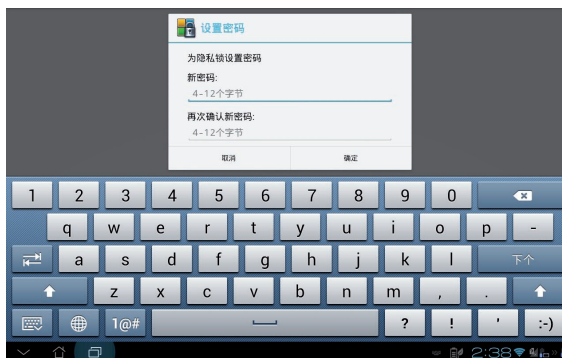 设置密码
为隐私锁设置密码
新密码:
4-12个字节
再次确认新密码:
4-12个字节
取消 确定
1 2 3 4 5 6 7 8 9 0
q w e r t y u i o p -
a s d f g h j k l 下个
z x c v b n m , .
1@# ? ! ' :-)
2:38